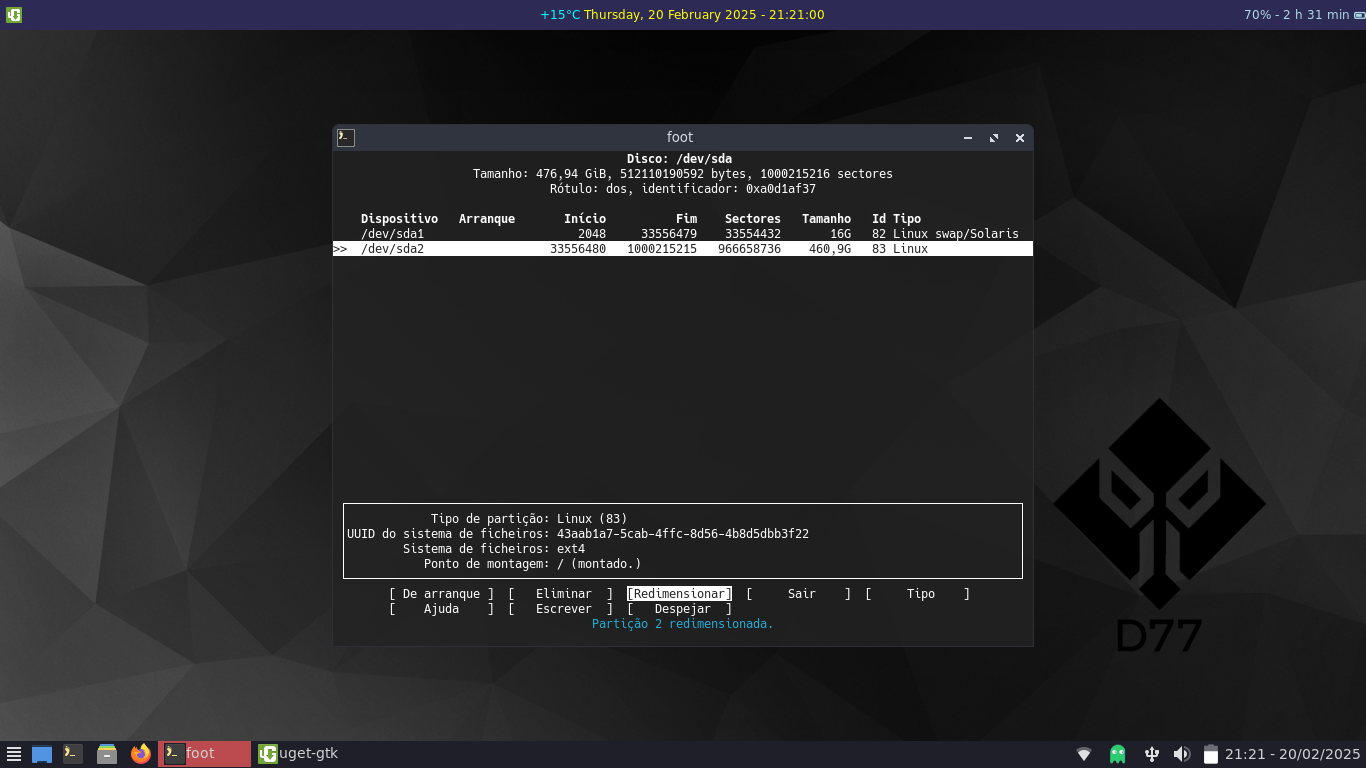 +15°C Thursday, 20 February 2025 - 21:21:00
70% - 2 h 31 min
foot
Disco: /dev/sda
Tamanho: 476,94 GiB, 512110190592 bytes, 1000215216 sectores
Rótulo: dos, identificador: 0xa0d1af37
Dispositivo Arranque Início Fim Sectores Tamanho Id Tipo
/dev/sda1 2048 33556479 33554432 16G 82 Linux swap/Solaris
>> /dev/sda2 33556480 1000215215 966658736 460,9G 83 Linux
Tipo de partição: Linux (83)
UUID do sistema de ficheiros: 43aab1a7-5cab-4ffc-8d56-4b8d5dbb3f22
Sistema de ficheiros: ext4
Ponto de montagem: / (montado.)
[ De arranque ] [ Eliminar ] [Redimensionar] [ Sair ] [ Tipo ]
[ Ajuda ] [ Escrever ] [ Despejar ]
Partição 2 redimensionada.
D77
foot
uget-gtk
21:21 - 20/02/2025